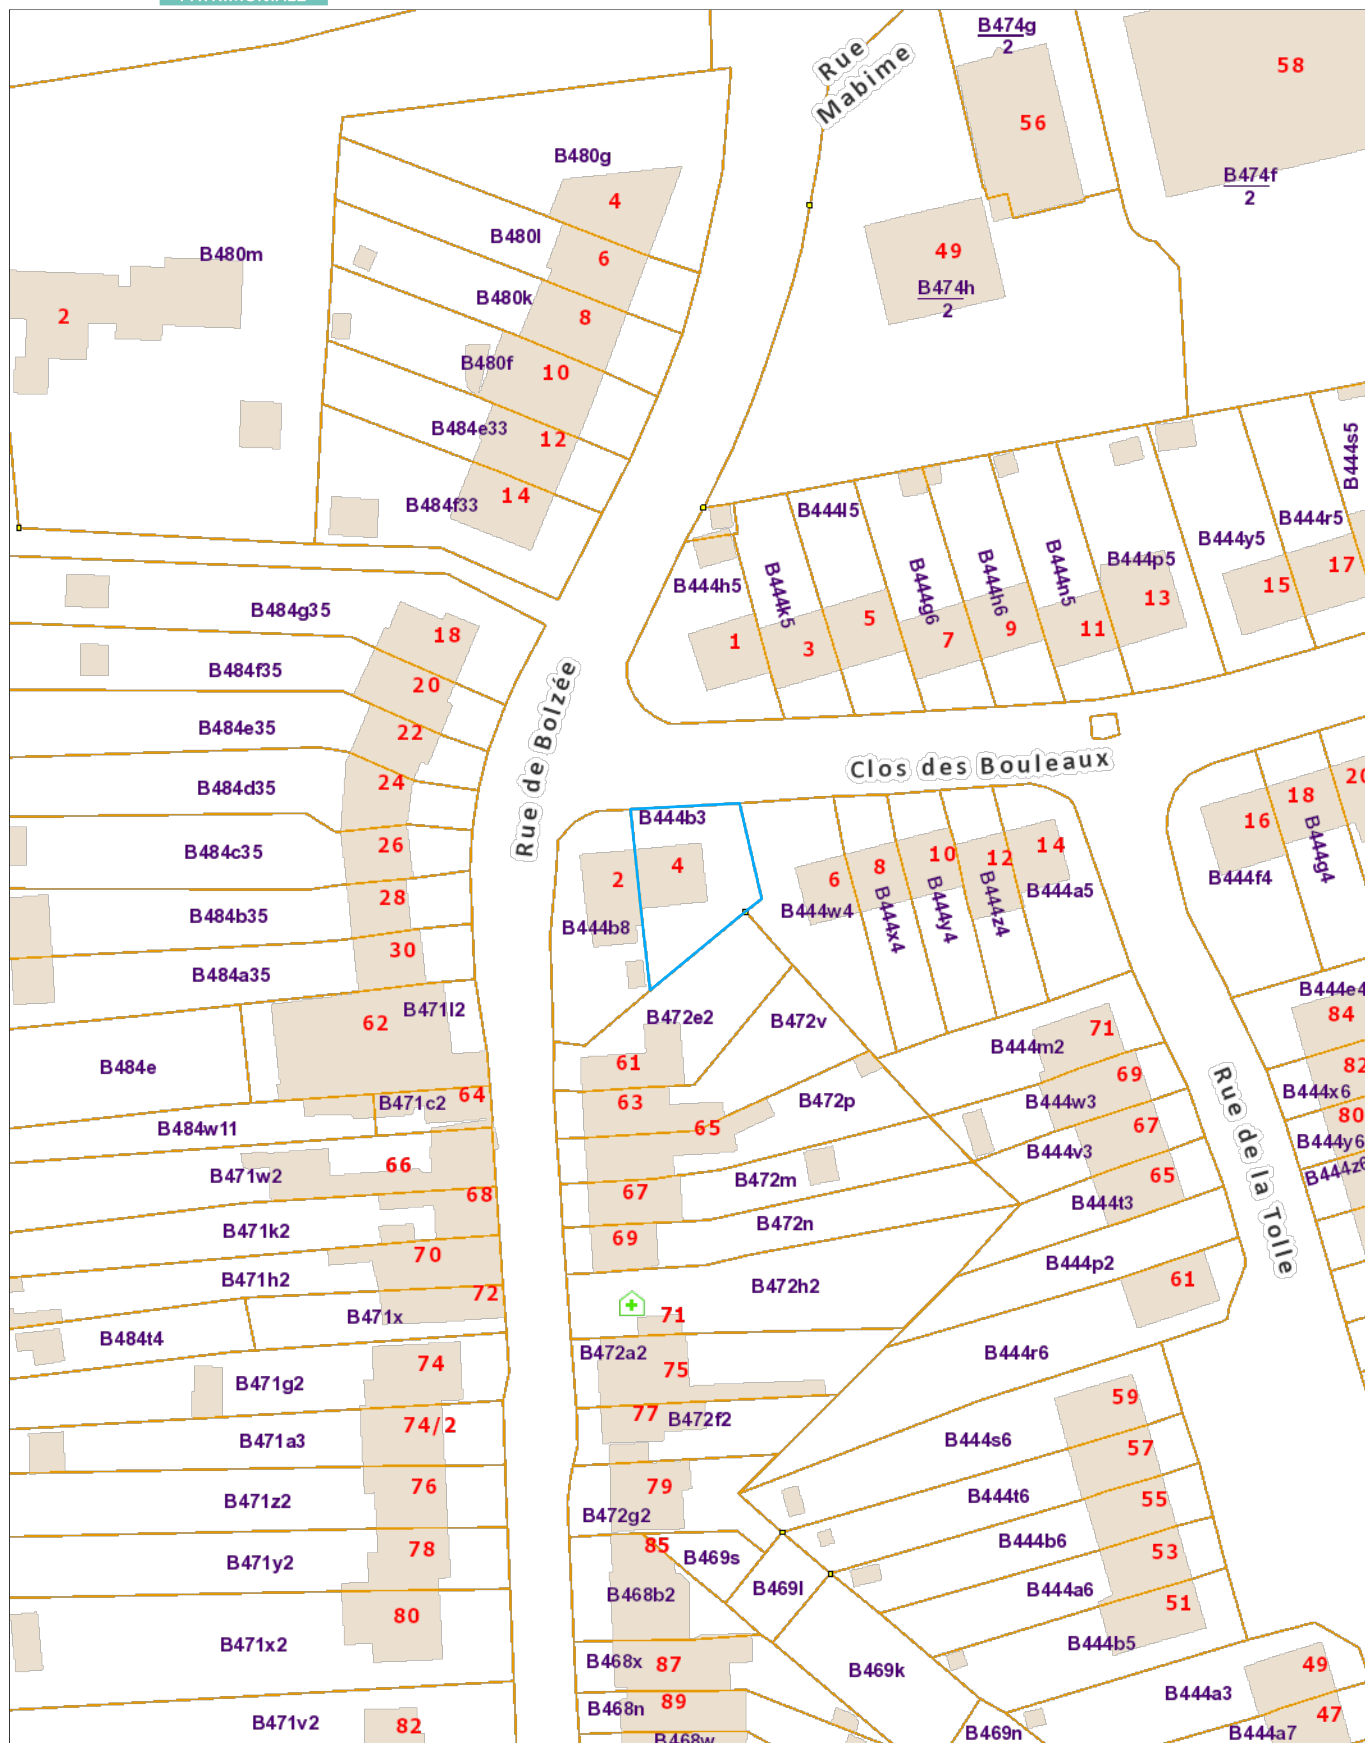 PATRIMONIALE
Rue
Mabime
B474g
2
58
56
B474f
2
B480g
4
B480l
6
49
B474h
2
B480m
2
B480k
8
B480f
10
B484e33
12
B484f33
14
B444s5
B444l5
B444r5
B444y5
B444p5
B444n5
B444h6
B444g6
B444k5
B444h5
17
15
13
11
9
7
5
3
1
B484g35
18
B484f35
20
B484e35
22
B484d35
24
B484c35
26
B484b35
28
B484a35
30
Rue de Bolzée
Clos des Bouleaux
B444b3
4
2
B444b8
6
8
10
12
14
B444w4
B444x4
B444y4
B444z4
B444a5
20
18
16
B444g4
B444f4
B444e4
84
82
B444x6
80
B444y6
B444z6
B471l2
62
B484e
64
B471c2
B484w11
66
B471w2
68
B471k2
70
B471h2
72
B471x
B484t4
74
B471g2
74/2
B471a3
76
B471z2
78
B471y2
80
B471x2
82
B471v2
B472e2
B472v
61
63
65
B472p
67
B472m
69
B472n
B472h2
71
B472a2
75
77
B472f2
79
B472g2
85
B469s
B469l
B468b2
B468x
87
B468n
89
B468w
B469k
B469n
71
B444m2
69
B444w3
67
B444v3
65
B444t3
Rue de la Tolle
B444p2
61
B444r6
59
B444s6
57
B444t6
55
B444b6
53
B444a6
51
B444b5
49
B444a3
47
B444a7